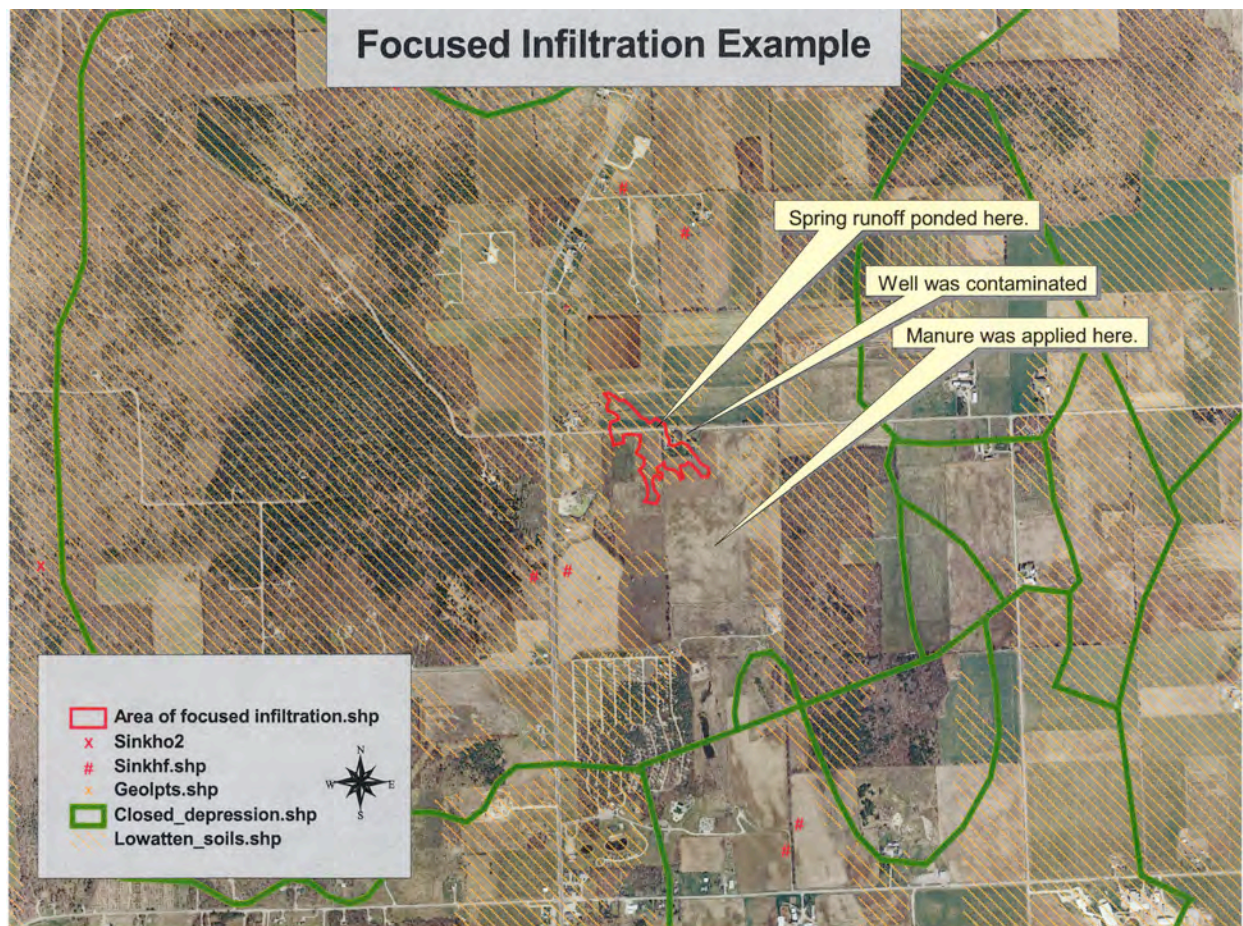 Focused Infiltration Example
Spring runoff ponded here.
Well was contaminated
Manure was applied here.
Area of focused infiltration.shp
x Sinkho2
# Sinkhf.shp
x Geolpts.shp
Closed_depression.shp
Lowatten_soils.shp
N
W E
S
#
#
x
#
#
#
#